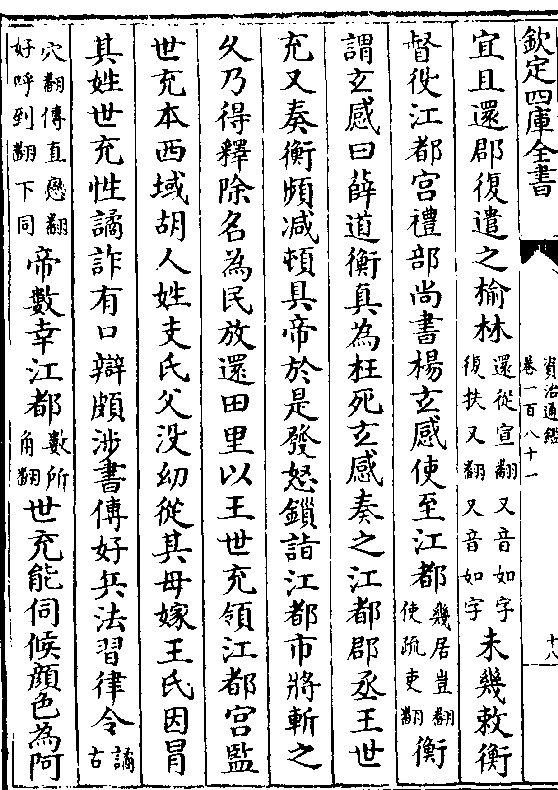 欽定四庫全書 資治通鑑卷一百八十一 十八
宜且還郡復遣之榆林還從宣翻又音如字復扶又翻又音如字未幾敕衡
督役江都宮禮部尚書楊玄感使至江都幾居豈翻使疏吏翻衡
謂玄感曰薛道衡真為枉死玄感奏之江都郡丞王世
充又奏衡頻減頓具帝於是發怒鎖詣江都市將斬之
久乃得釋除名為民放還田里以王世充領江都宮監
世充本西域胡人姓支氏父没幼從其母嫁王氏因冒
其姓世充性譎詐有口辯頗涉書傳好兵法習律令譎古
穴翻傳直戀翻好呼到翻下同帝數幸江都數所角翻世充能伺候顔色為阿